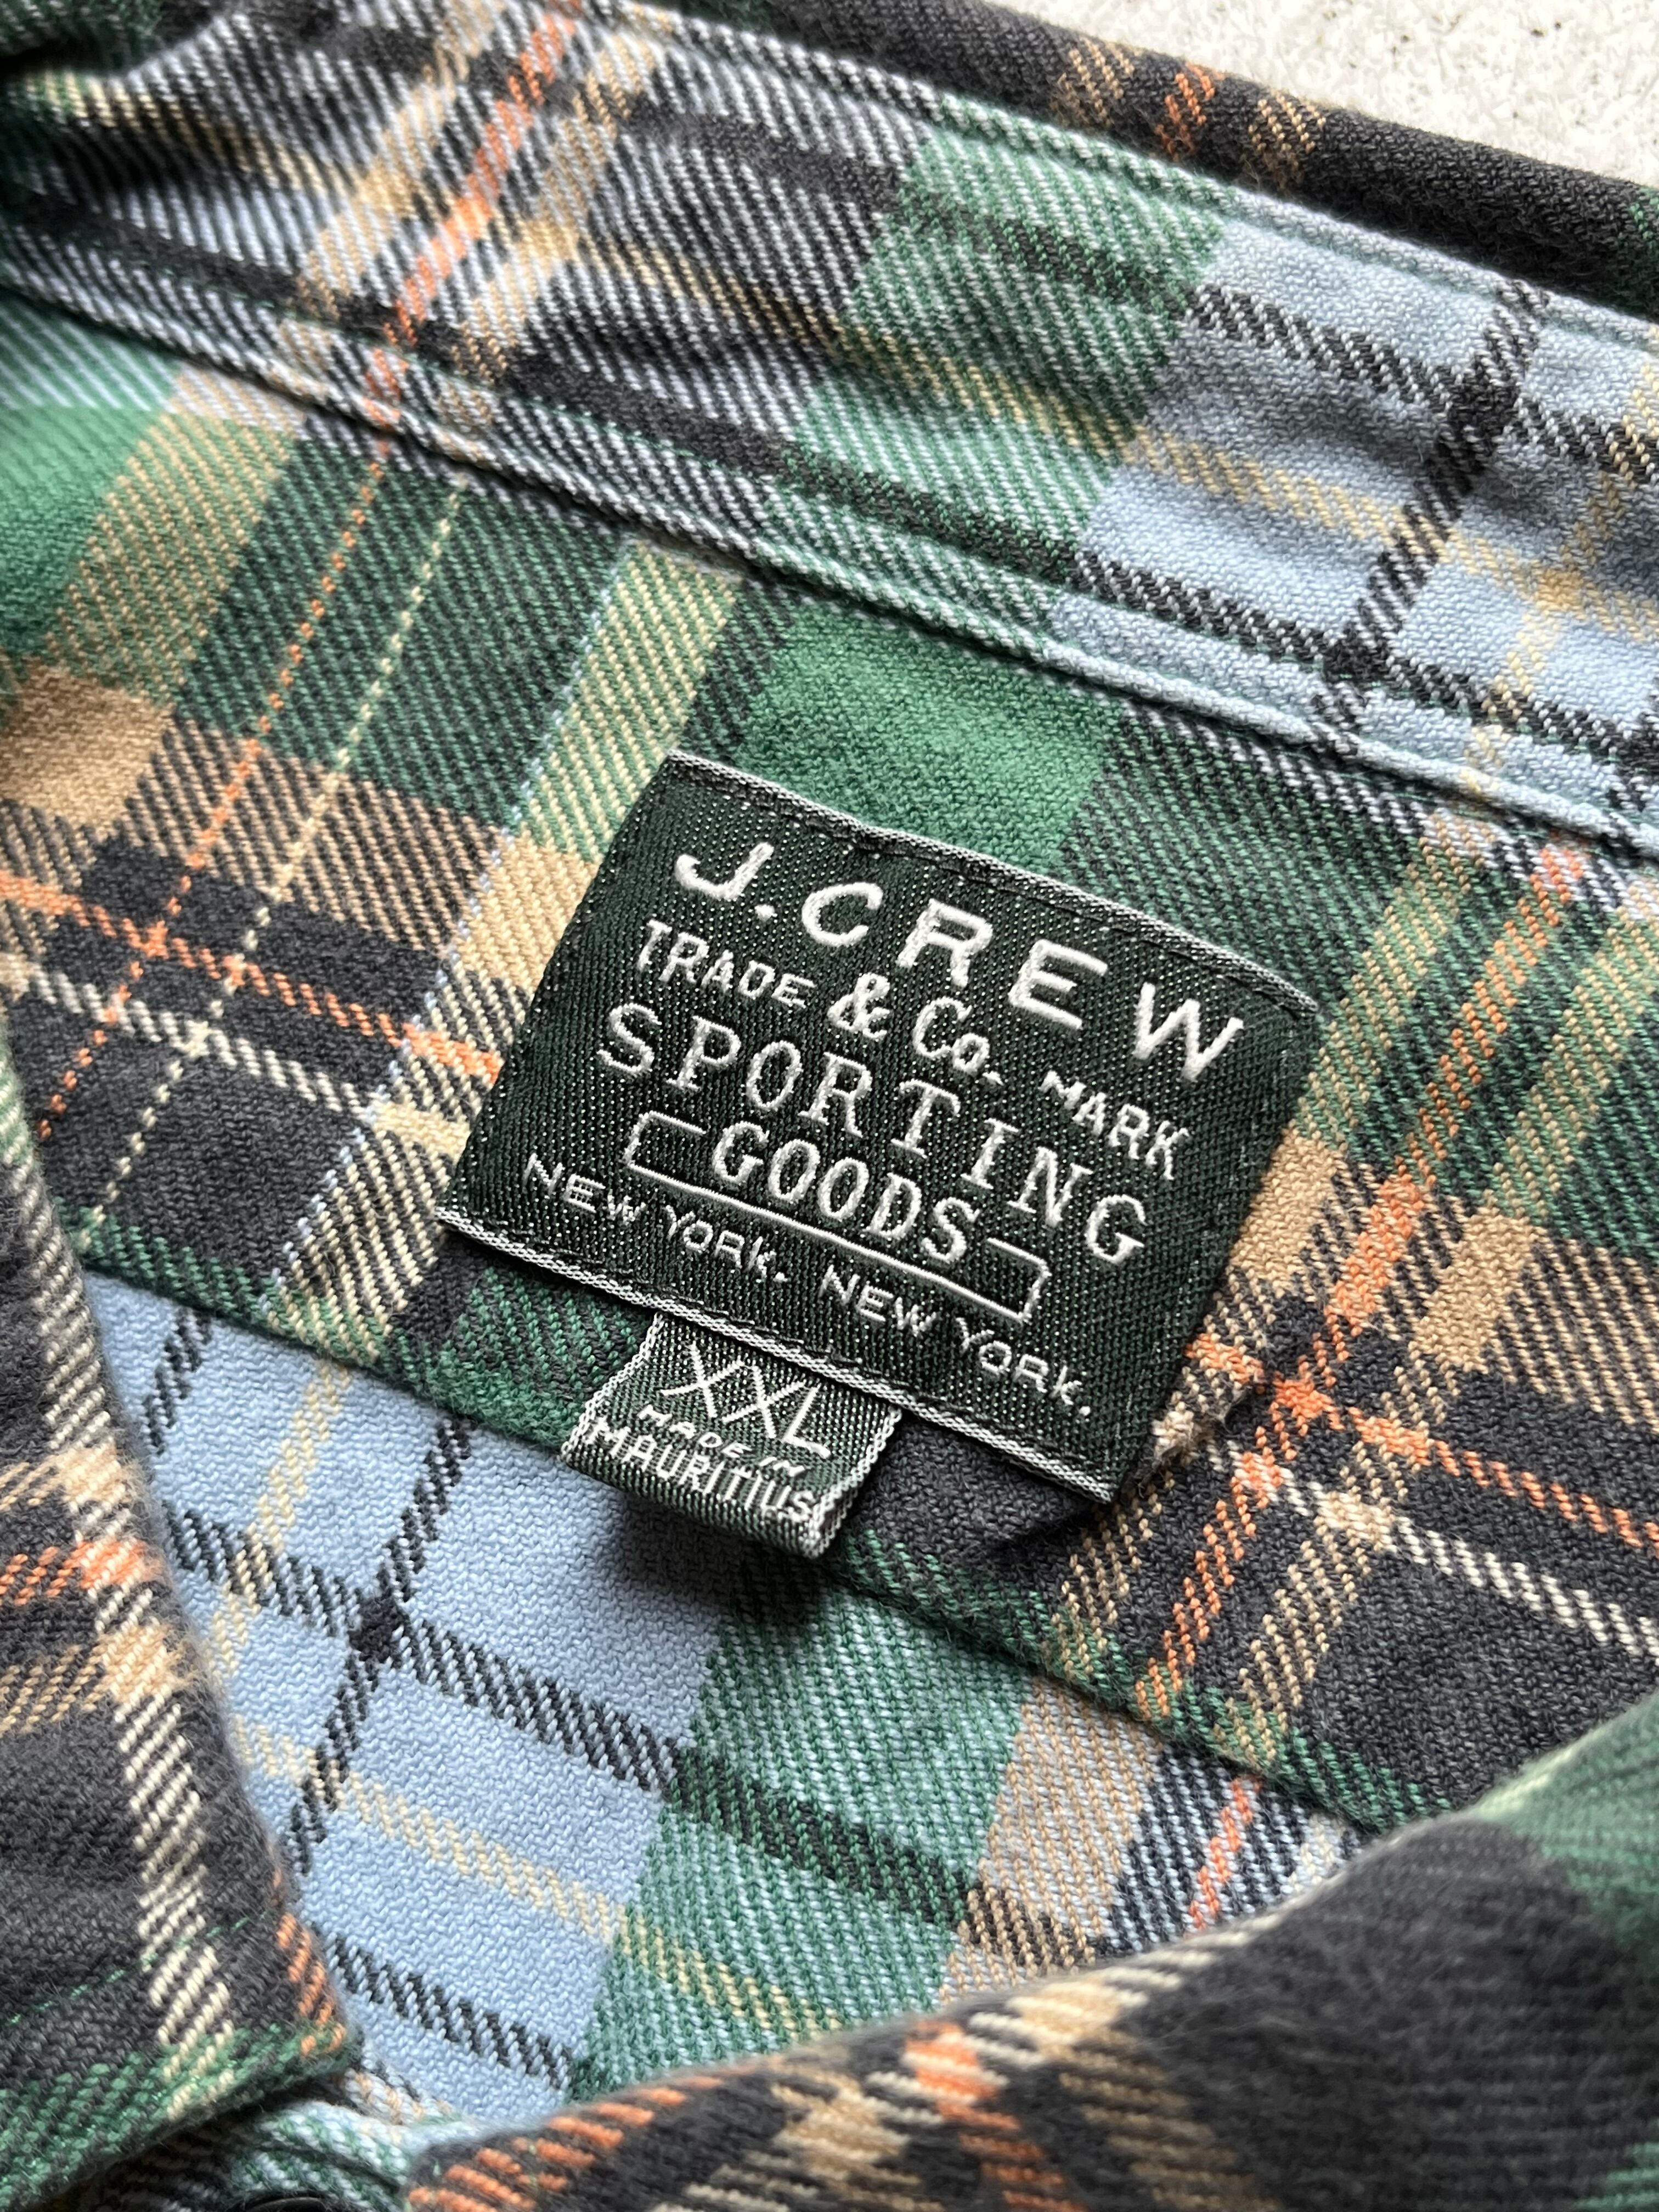 J.CREW
TRADE & Co. MARK
SPORTING
GOODS
NEW YORK. NEW YORK.
XXL
MADE IN
MAURITIUS